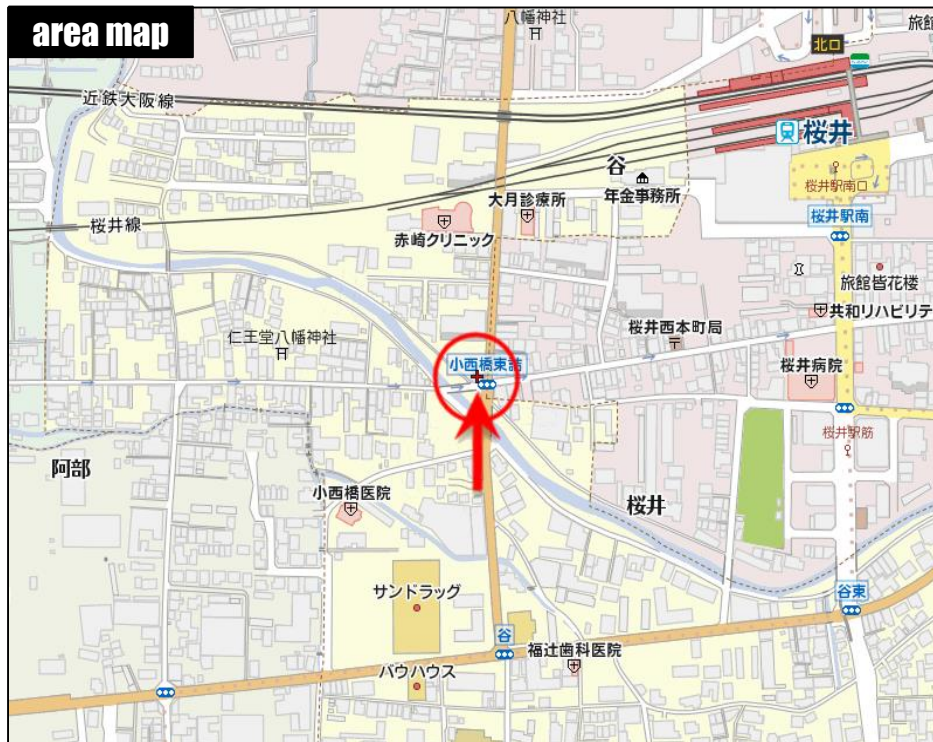 area map
八幡神社
旅館
北口
近鉄大阪線
桜井
谷
年金事務所
桜井駅南口
大月診療所
桜井駅南
桜井線
赤崎クリニック
旅館皆花楼
共和リハビリテ
仁王堂八幡神社
桜井西本町局
小西橋東詰
桜井病院
桜井駅筋
阿部
小西橋医院
桜井
サンドラッグ
谷東
谷
福辻歯科医院
バウハウス